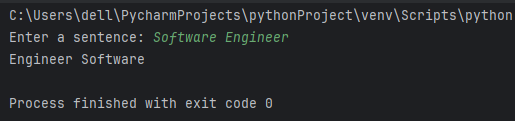 C:\Users\dell\PycharmProjects\pythonProject\venv\Scripts\python
Enter a sentence: Software Engineer
Engineer Software
Process finished with exit code 0